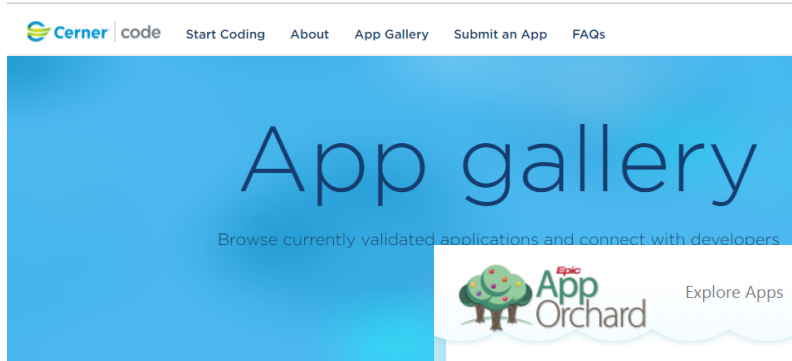 Cerner code Start Coding About App Gallery Submit an App FAQs
App gallery
Browse currently validated applications and connect with developers
Epic
App
Orchard
Explore Apps